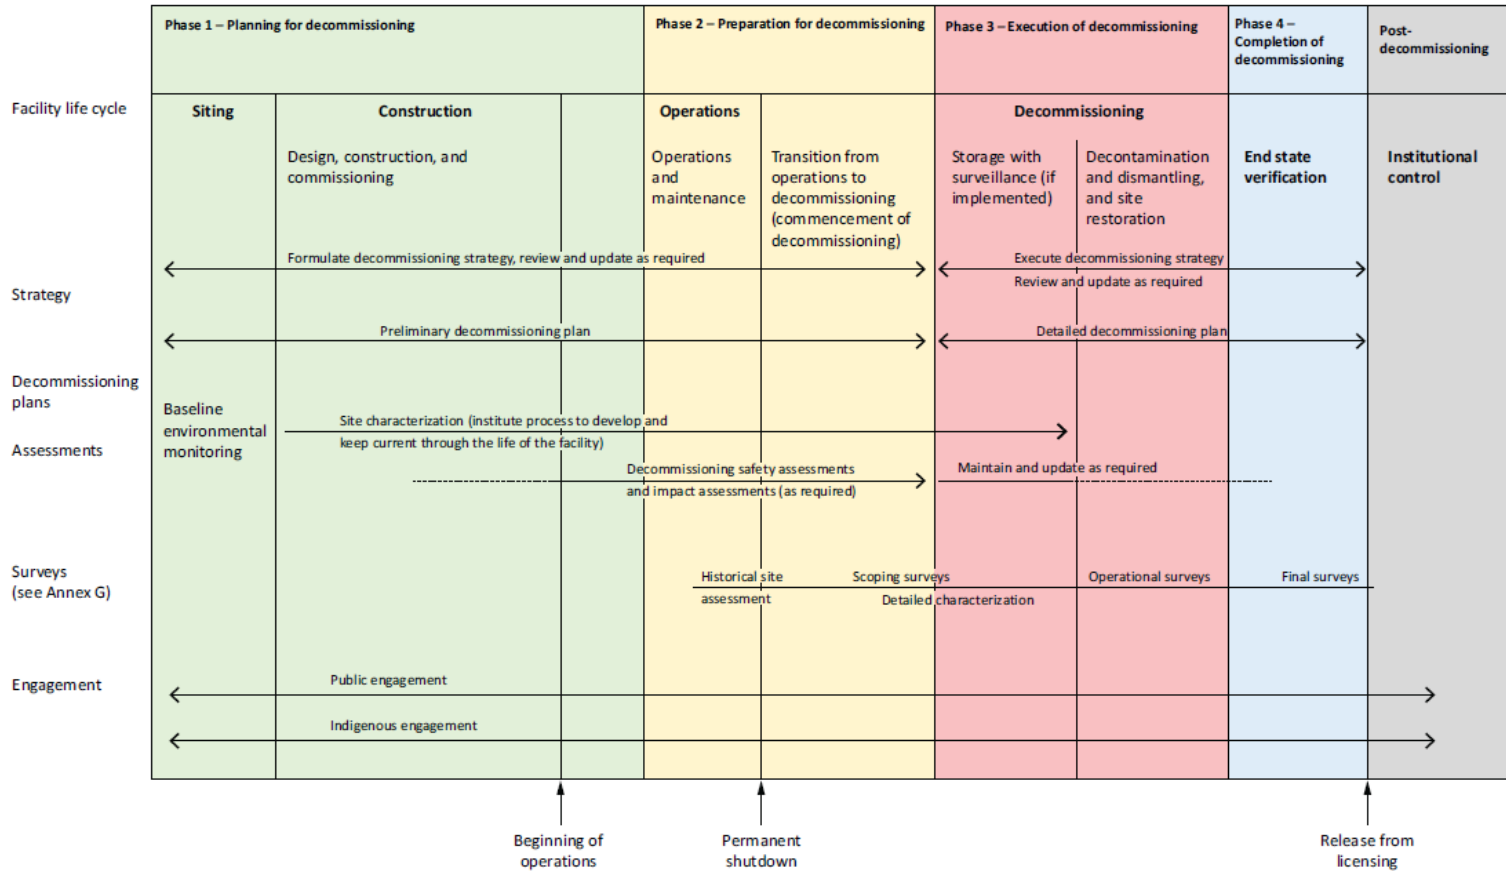 Phase 1 – Planning for decommissioning
Phase 2 – Preparation for decommissioning
Phase 3 – Execution of decommissioning
Phase 4 –
Completion of
decommissioning
Post-
decommissioning
Facility life cycle
Siting
Construction
Operations
Decommissioning
Design, construction, and
commissioning
Operations
and
maintenance
Transition from
operations to
decommissioning
(commencement of
decommissioning)
Storage with
surveillance (if
implemented)
Decontamination
and dismantling,
and site
restoration
End state
verification
Institutional
control
Formulate decommissioning strategy, review and update as required
Execute decommissioning strategy
Review and update as required
Strategy
Preliminary decommissioning plan
Detailed decommissioning plan
Decommissioning
plans
Baseline
environmental
monitoring
Site characterization (institute process to develop and
keep current through the life of the facility)
Assessments
Decommissioning safety assessments
and impact assessments (as required)
Maintain and update as required
Surveys
(see Annex G)
Historical site
assessment
Scoping surveys
Detailed characterization
Operational surveys
Final surveys
Engagement
Public engagement
Indigenous engagement
Beginning of
operations
Permanent
shutdown
Release from
licensing